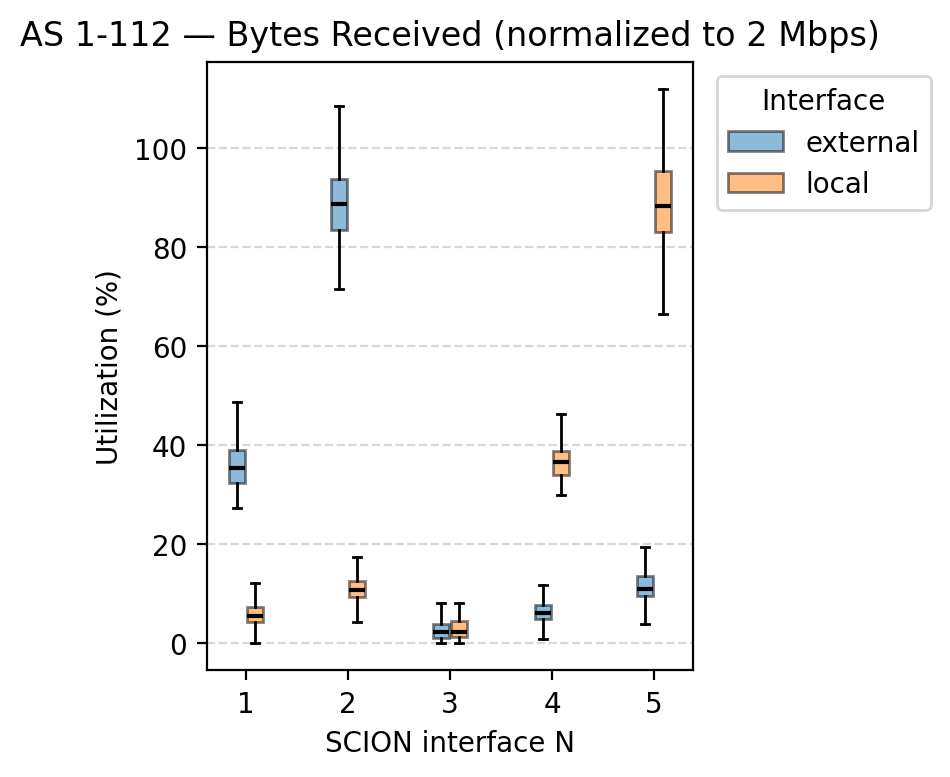 AS 1-112 — Bytes Received (normalized to 2 Mbps)
Interface
external
local
Utilization (%)
100
80
60
40
20
0
1 2 3 4 5
SCION interface N